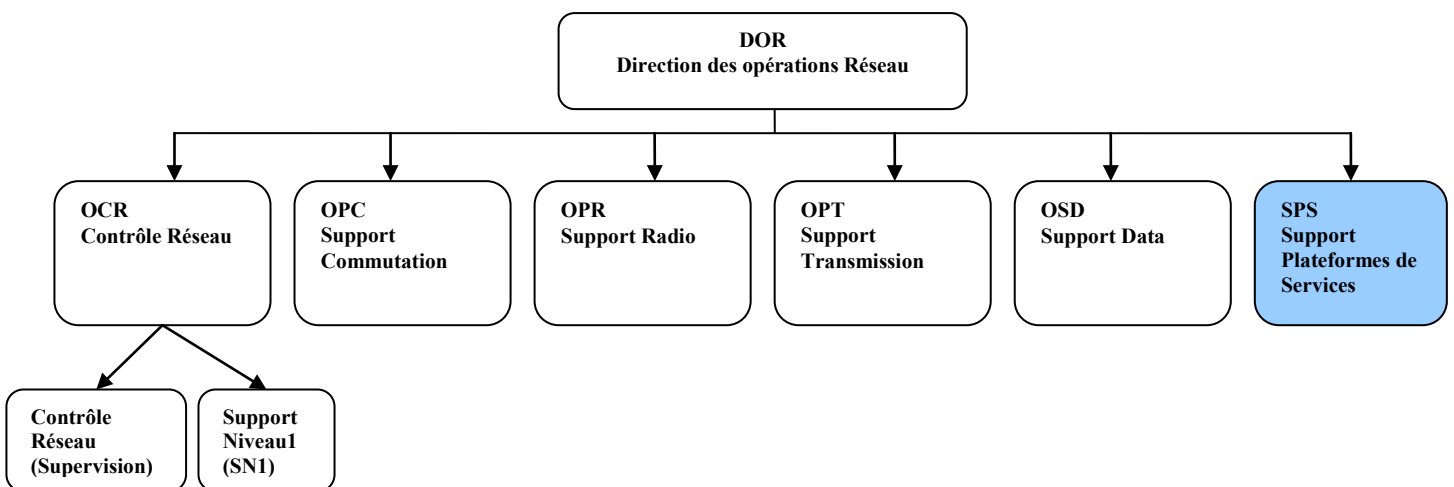 DOR
Direction des opérations Réseau
OCR
Contrôle Réseau
OPC
Support
Commutation
OPR
Support Radio
OPT
Support
Transmission
OSD
Support Data
SPS
Support
Plateformes de
Services
Contrôle
Réseau
(Supervision)
Support
Niveau1
(SN1)